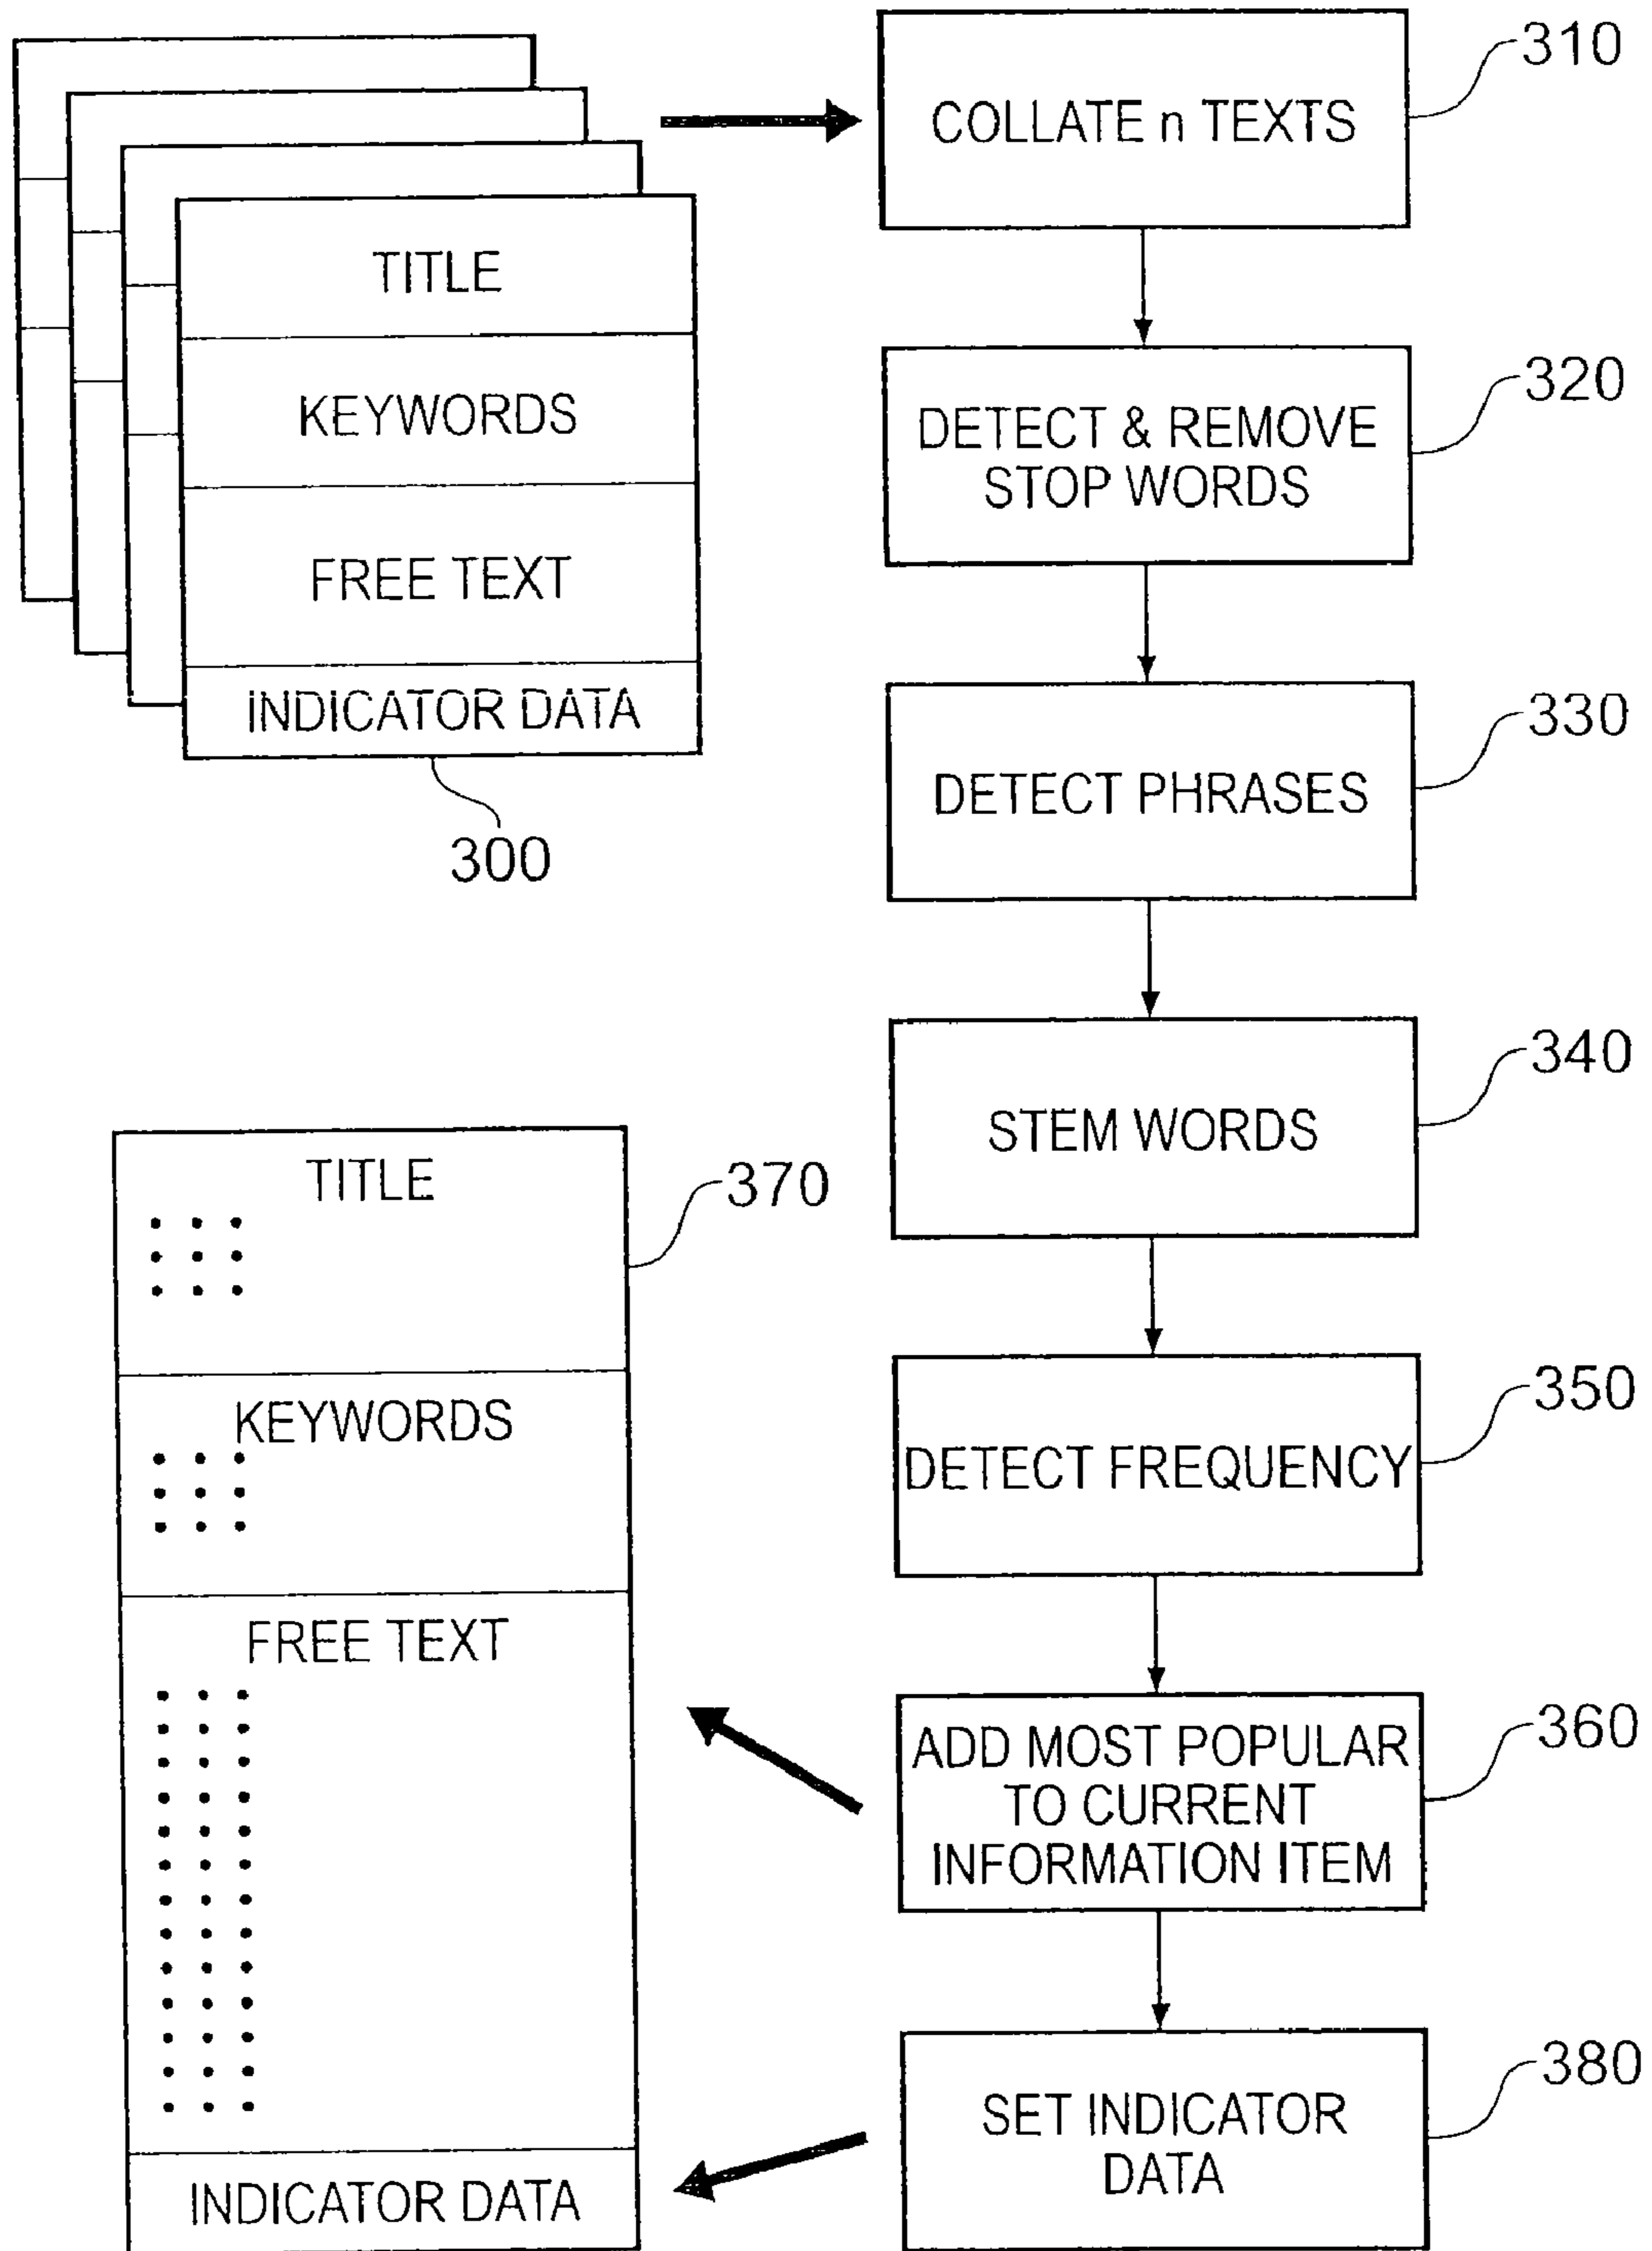 TITLE
KEYWORDS
FREE TEXT
INDICATOR DATA
300
COLLATE n TEXTS
310
DETECT & REMOVE
STOP WORDS
320
DETECT PHRASES
330
STEM WORDS
340
DETECT FREQUENCY
350
ADD MOST POPULAR
TO CURRENT
INFORMATION ITEM
360
SET INDICATOR
DATA
380
TITLE
370
KEYWORDS
FREE TEXT
INDICATOR DATA